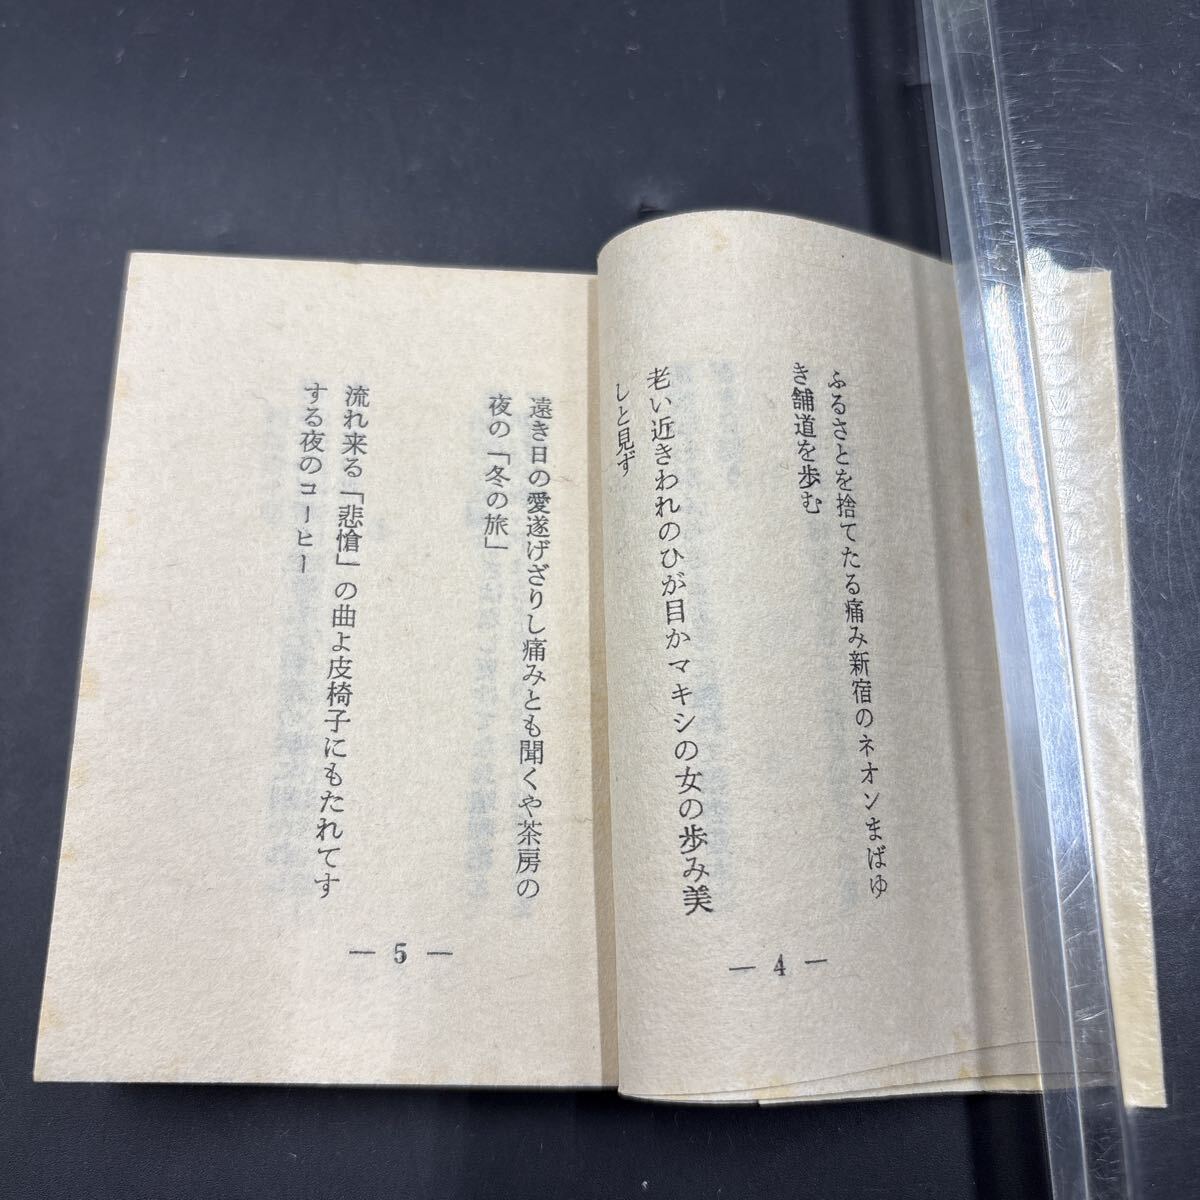 ふるさとを捨てたる痛み新宿のネオンまばゆ
き舗道を歩む
老い近きわれのひが目かマキシの女の歩み美
しと見ず
— 4 —
遠き日の愛遂げざりし痛みとも聞くや茶房の
夜の「冬の旅」
流れ来る「悲愴」の曲よ皮椅子にもたれてす
する夜のコーヒー
— 5 —